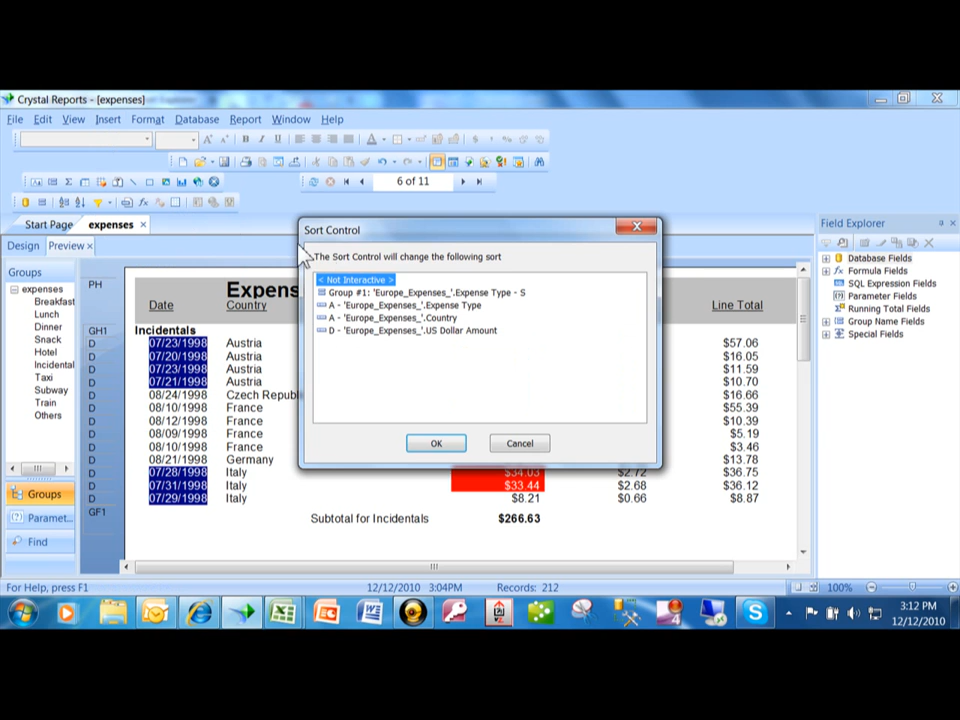 Crystal Reports - [expenses]
File Edit View Insert Format Database Report Window Help
6 of 11
Start Page expenses
Design Preview
Groups
expenses
Breakfast
Lunch
Dinner
Snack
Hotel
Incidental
Taxi
Subway
Train
Others
Groups
Paramet...
Find
PH
GH1
D
D
D
D
D
D
D
D
D
D
D
D
D
GF1
Expens
Date Country Line Total
Incidentals
07/23/1998 Austria $57.06
07/20/1998 Austria $16.05
07/23/1998 Austria $11.59
07/21/1998 Austria $10.70
08/24/1998 Czech Republ $16.66
08/10/1998 France $55.39
08/12/1998 France $10.39
08/09/1998 France $5.19
08/10/1998 France $3.46
08/21/1998 Germany $13.78
07/28/1998 Italy $34.03 $2.72 $36.75
07/31/1998 Italy $33.44 $2.68 $36.12
07/29/1998 Italy $8.21 $0.66 $8.87
Subtotal for Incidentals $266.63
Sort Control
The Sort Control will change the following sort
< Not Interactive >
Group #1: 'Europe_Expenses_'.Expense Type - S
A - 'Europe_Expenses_'.Expense Type
A - 'Europe_Expenses_'.Country
D - 'Europe_Expenses_'.US Dollar Amount
OK Cancel
Field Explorer
Database Fields
Formula Fields
SQL Expression Fields
Parameter Fields
Running Total Fields
Group Name Fields
Special Fields
For Help, press F1 12/12/2010 3:04PM Records: 212 100%
3:12 PM
12/12/2010